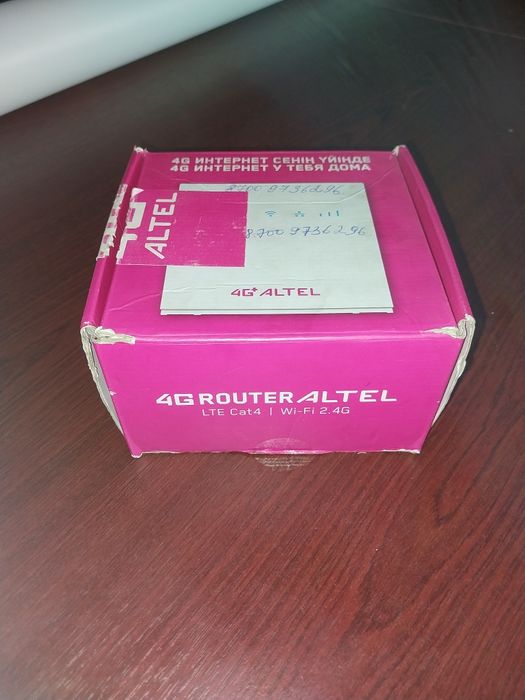 4G ИНТЕРНЕТ СЕНІҢ ҮЙІҢДЕ
4G ИНТЕРНЕТ У ТЕБЯ ДОМА
ALTEL
8700 9736296
8700 9736296
4G+ ALTEL
4G ROUTER ALTEL
LTE Cat4 | Wi-Fi 2.4G